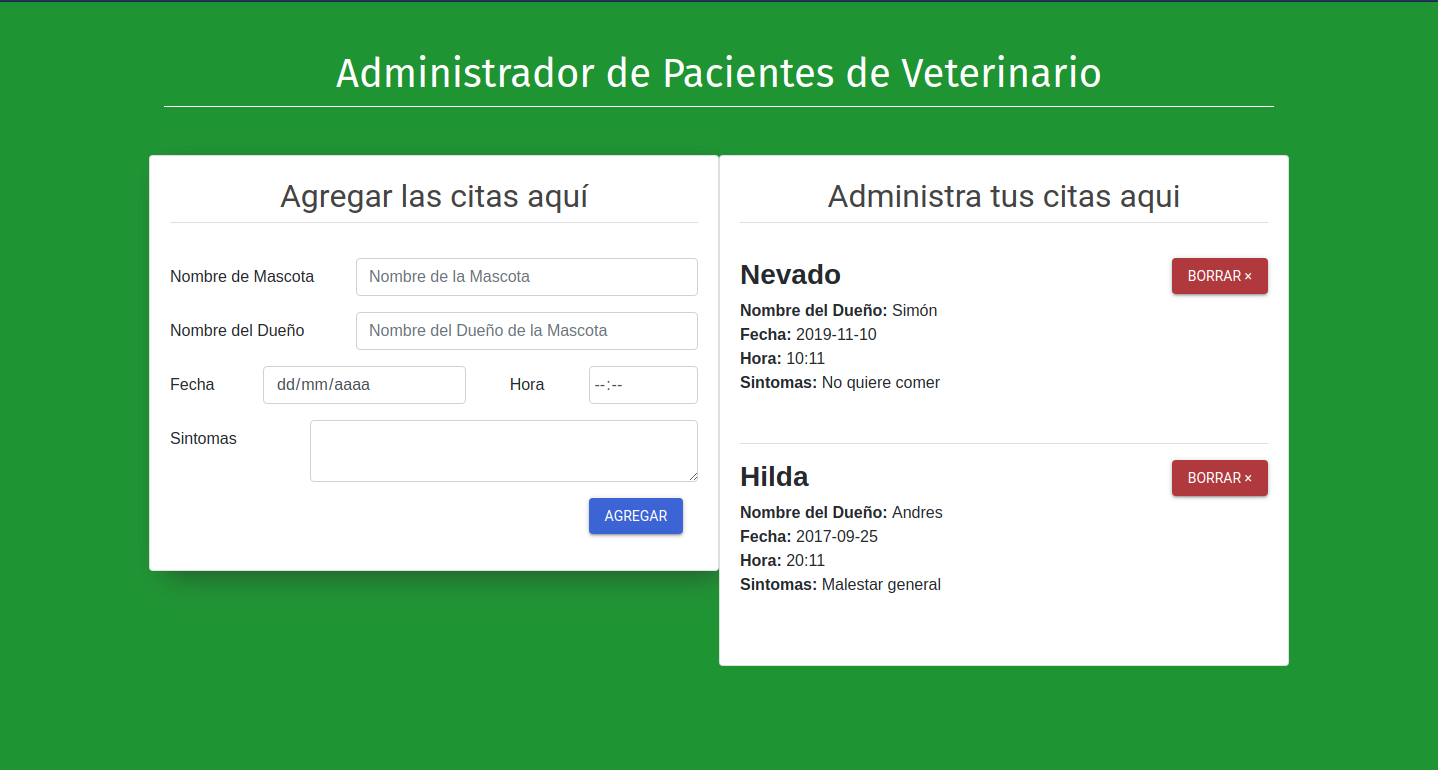 Administrador de Pacientes de Veterinario
Agregar las citas aquí
Nombre de Mascota
Nombre de la Mascota
Nombre del Dueño
Nombre del Dueño de la Mascota
Fecha
dd/mm/aaaa
Hora
--:--
Sintomas
AGREGAR
Administra tus citas aqui
Nevado
BORRAR ×
Nombre del Dueño: Simón
Fecha: 2019-11-10
Hora: 10:11
Sintomas: No quiere comer
Hilda
BORRAR ×
Nombre del Dueño: Andres
Fecha: 2017-09-25
Hora: 20:11
Sintomas: Malestar general